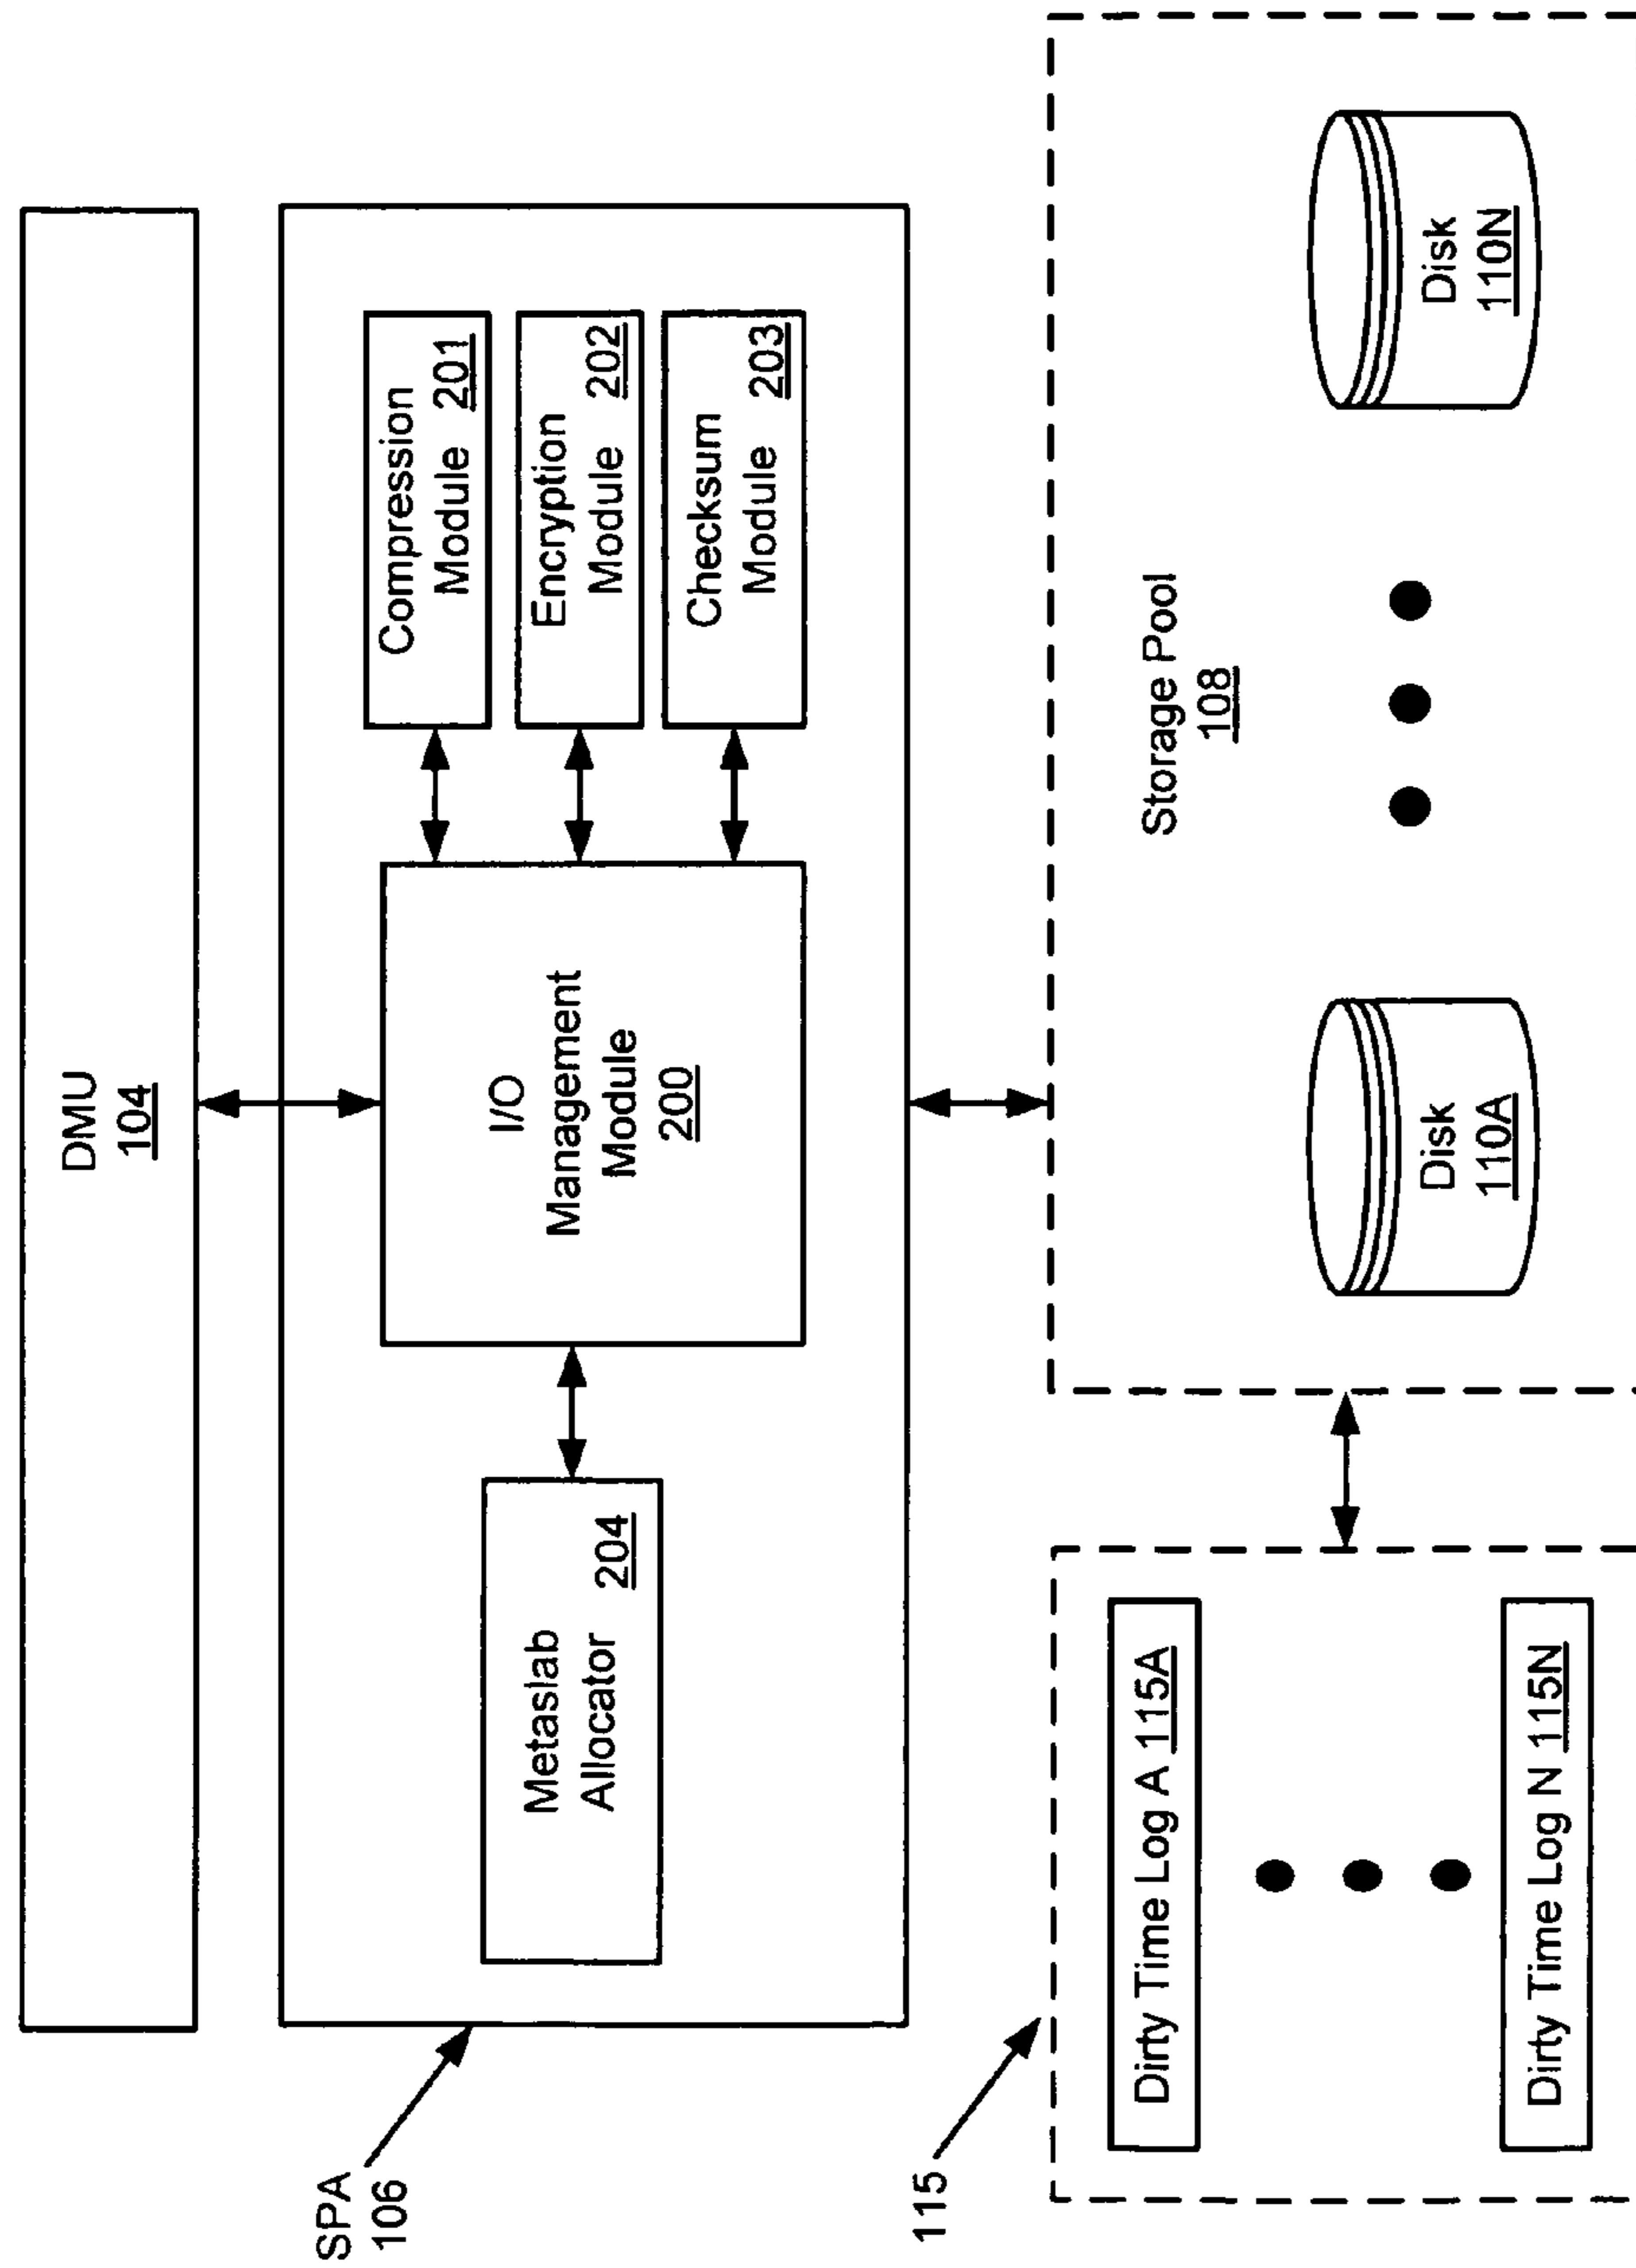 DMU
104
SPA
106
Metaslab
Allocator 204
I/O
Management
Module
200
Compression
Module 201
Encryption
Module 202
Checksum
Module 203
115
Dirty Time Log A 115A
Dirty Time Log N 115N
Storage Pool
108
Disk
110A
Disk
110N